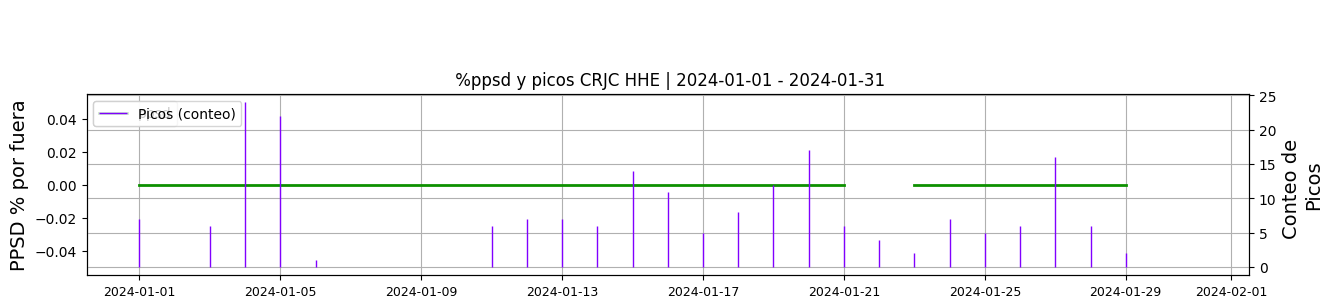 %ppsd y picos CRJC HHE | 2024-01-01 - 2024-01-31
Picos (conteo)
PPSD % por fuera
0.04
0.02
0.00
−0.02
−0.04
25
20
15
10
5
0
Conteo de
Picos
2024-01-01 2024-01-05 2024-01-09 2024-01-13 2024-01-17 2024-01-21 2024-01-25 2024-01-29 2024-02-01